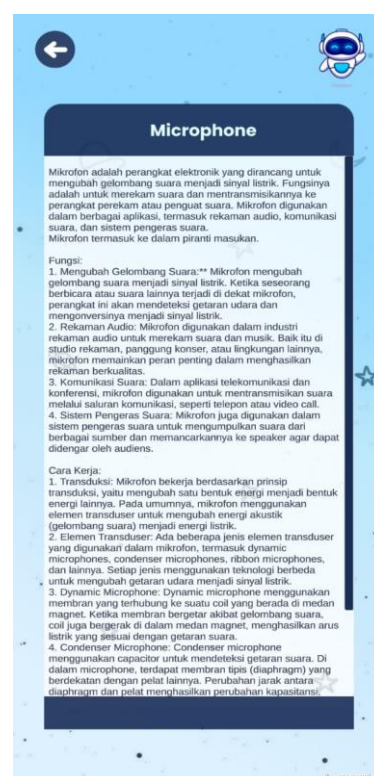 Microphone
Mikrofon adalah perangkat elektronik yang dirancang untuk
mengubah gelombang suara menjadi sinyal listrik. Fungsinya
adalah untuk merekam suara dan mentransmisikannya ke
perangkat perekam atau penguat suara. Mikrofon digunakan
dalam berbagai aplikasi, termasuk rekaman audio, komunikasi
suara, dan sistem pengeras suara.
Mikrofon termasuk ke dalam piranti masukan.
Fungsi:
1. Mengubah Gelombang Suara:** Mikrofon mengubah
gelombang suara menjadi sinyal listrik. Ketika seseorang
berbicara atau suara lainnya terjadi di dekat mikrofon,
perangkat ini akan mendeteksi getaran udara dan
mengonversinya menjadi sinyal listrik.
2. Rekaman Audio: Mikrofon digunakan dalam industri
rekaman audio untuk merekam suara dan musik. Baik itu di
studio rekaman, panggung konser, atau lingkungan lainnya,
mikrofon memainkan peran penting dalam menghasilkan
rekaman berkualitas.
3. Komunikasi Suara: Dalam aplikasi telekomunikasi dan
konferensi, mikrofon digunakan untuk mentransmisikan suara
melalui saluran komunikasi, seperti telepon atau video call.
4. Sistem Pengeras Suara: Mikrofon juga digunakan dalam
sistem pengeras suara untuk mengumpulkan suara dari
berbagai sumber dan memancarkannya ke speaker agar dapat
didengar oleh audiens.
Cara Kerja:
1. Transduksi: Mikrofon bekerja berdasarkan prinsip
transduksi, yaitu mengubah satu bentuk energi menjadi bentuk
energi lainnya. Pada umumnya, mikrofon menggunakan
elemen transduser untuk mengubah energi akustik
(gelombang suara) menjadi energi listrik.
2. Elemen Transduser: Ada beberapa jenis elemen transduser
yang digunakan dalam mikrofon, termasuk dynamic
microphones, condenser microphones, ribbon microphones,
dan lainnya. Setiap jenis menggunakan teknologi berbeda
untuk mengubah getaran udara menjadi sinyal listrik.
3. Dynamic Microphone: Dynamic microphone menggunakan
membran yang terhubung ke suatu coil yang berada di medan
magnet. Ketika membran bergetar akibat gelombang suara,
coil juga bergerak di dalam medan magnet, menghasilkan arus
listrik yang sesuai dengan getaran suara.
4. Condenser Microphone: Condenser microphone
menggunakan capacitor untuk mendeteksi getaran suara. Di
dalam microphone, terdapat membran tipis (diaphragm) yang
berdekatan dengan pelat lainnya. Perubahan jarak antara
diaphragm dan pelat menghasilkan perubahan kapasitansi,